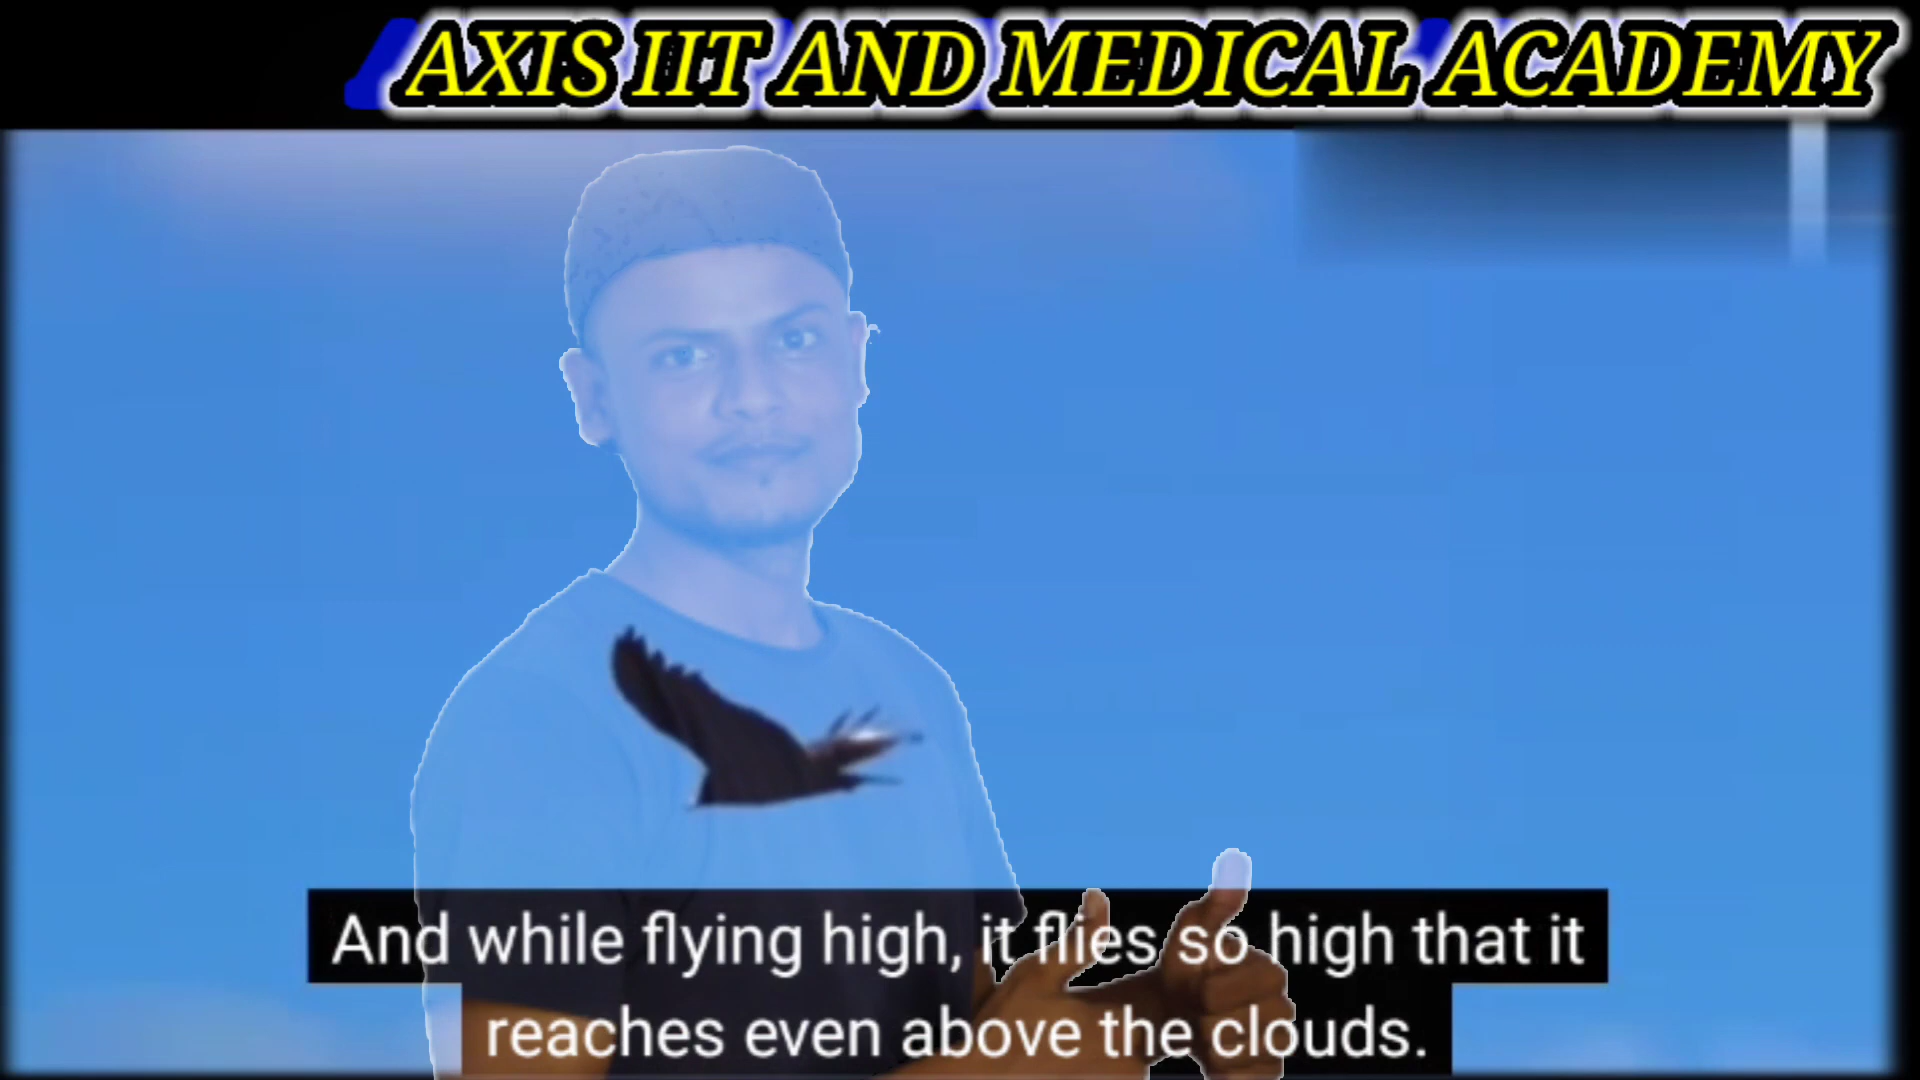 AXIS IIT AND MEDICAL ACADEMY
And while flying high, it flies so high that it
reaches even above the clouds.